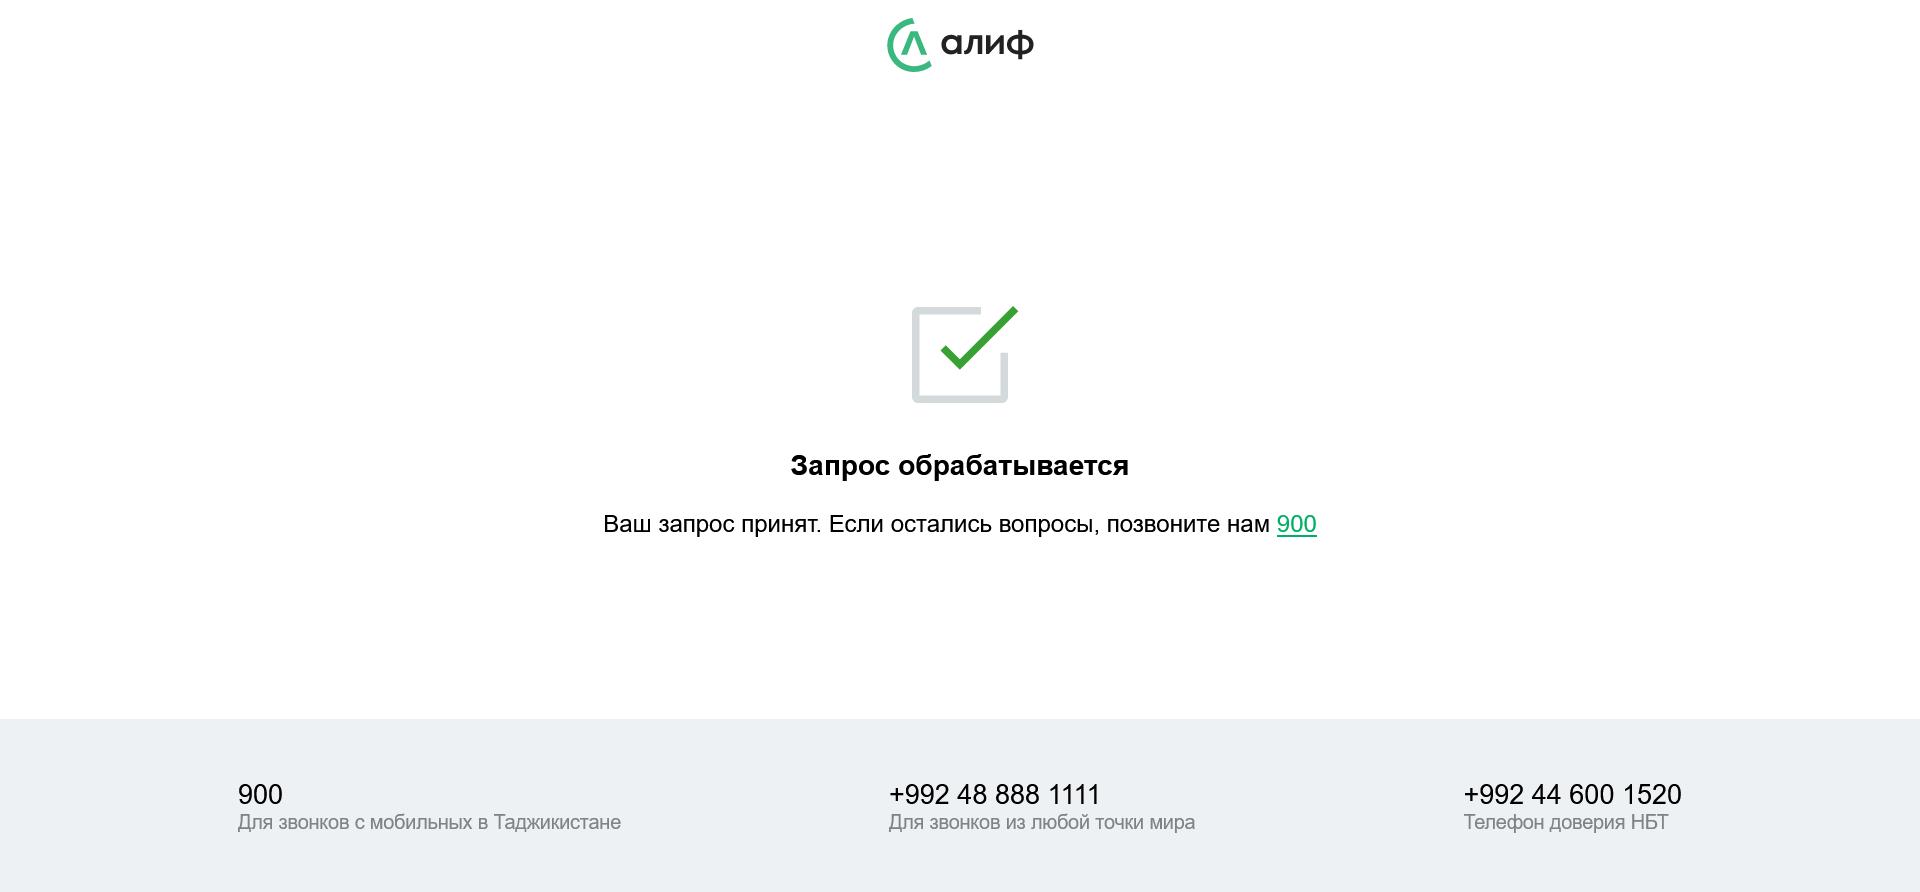 алиф
Запрос обрабатывается
Ваш запрос принят. Если остались вопросы, позвоните нам 900
900
Для звонков с мобильных в Таджикистане
+992 48 888 1111
Для звонков из любой точки мира
+992 44 600 1520
Телефон доверия НБТ